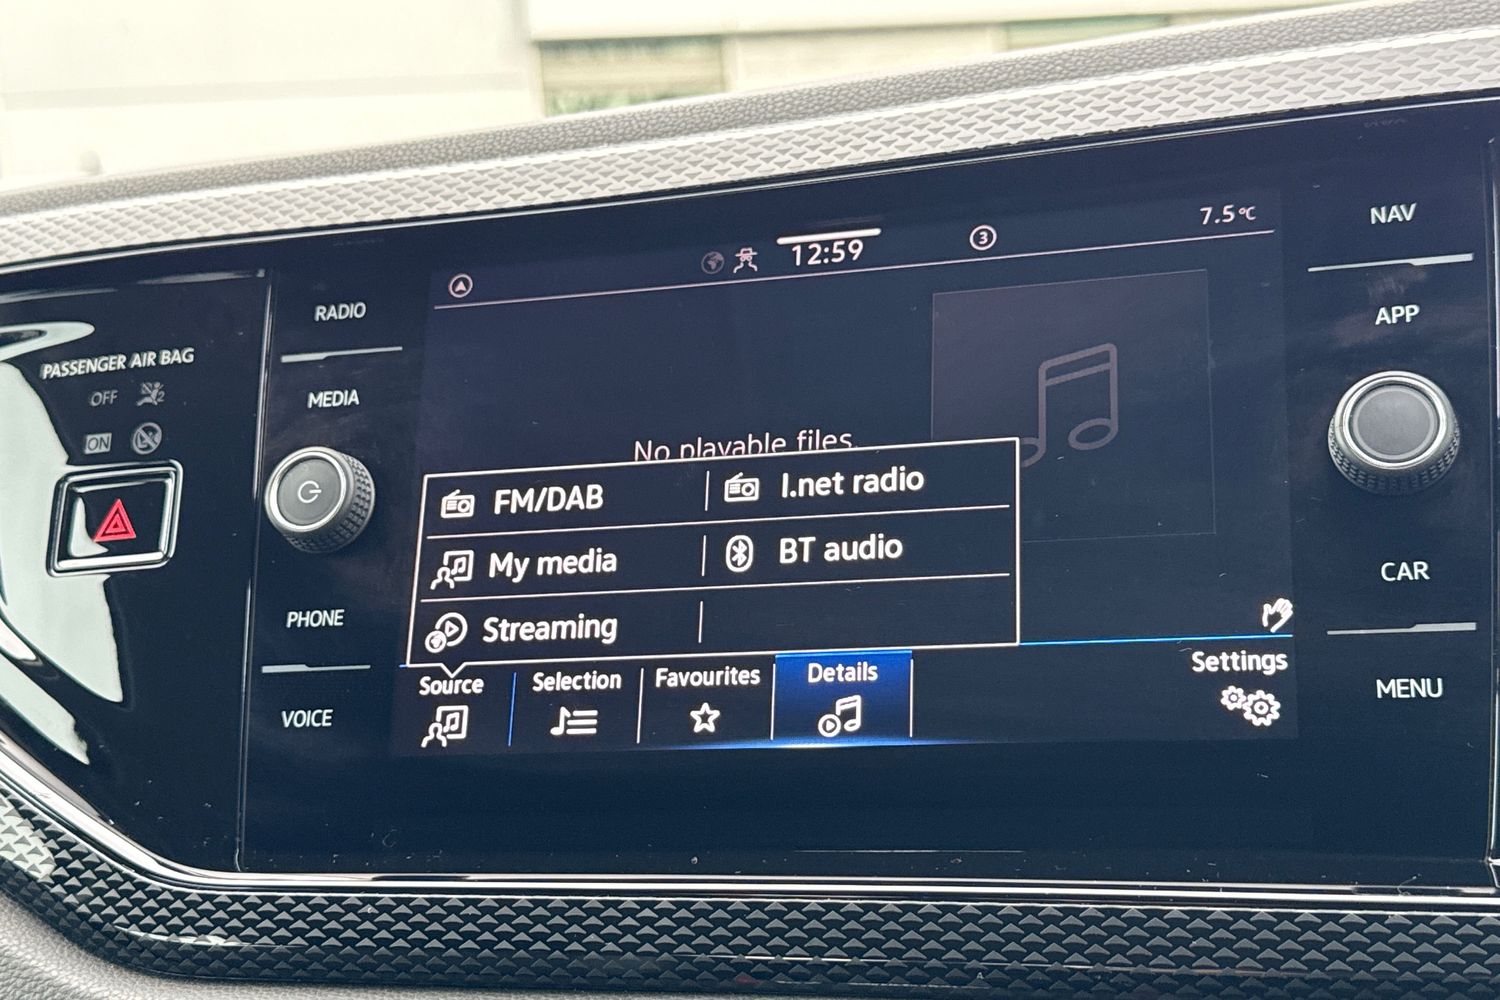 7.5°C
12:59
3
NAV
RADIO
APP
PASSENGER AIR BAG
MEDIA
OFF
ON
No playable files.
FM/DAB
I.net radio
My media
BT audio
CAR
PHONE
Streaming
Source
Selection
Favourites
Details
Settings
VOICE
MENU